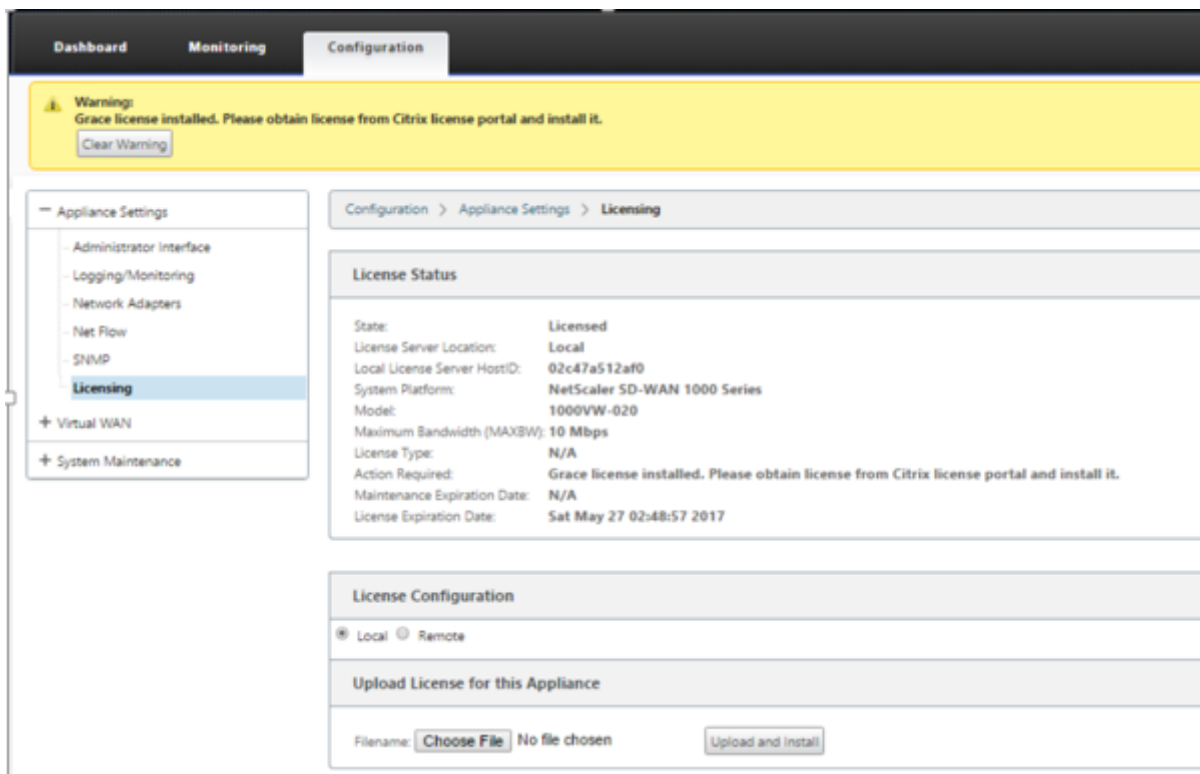 Dashboard Monitoring Configuration
Warning:
Grace license installed. Please obtain license from Citrix license portal and install it.
Clear Warning
Appliance Settings
Administrator Interface
Logging/Monitoring
Network Adapters
Net Flow
SNMP
Licensing
Virtual WAN
System Maintenance
Configuration > Appliance Settings > Licensing
License Status
State: Licensed
License Server Location: Local
Local License Server HostID: 02c47a512af0
System Platform: NetScaler SD-WAN 1000 Series
Model: 1000VW-020
Maximum Bandwidth (MAXBW): 10 Mbps
License Type: N/A
Action Required: Grace license installed. Please obtain license from Citrix license portal and install it.
Maintenance Expiration Date: N/A
License Expiration Date: Sat May 27 02:48:57 2017
License Configuration
Local Remote
Upload License for this Appliance
Filename: Choose File No file chosen Upload and Install